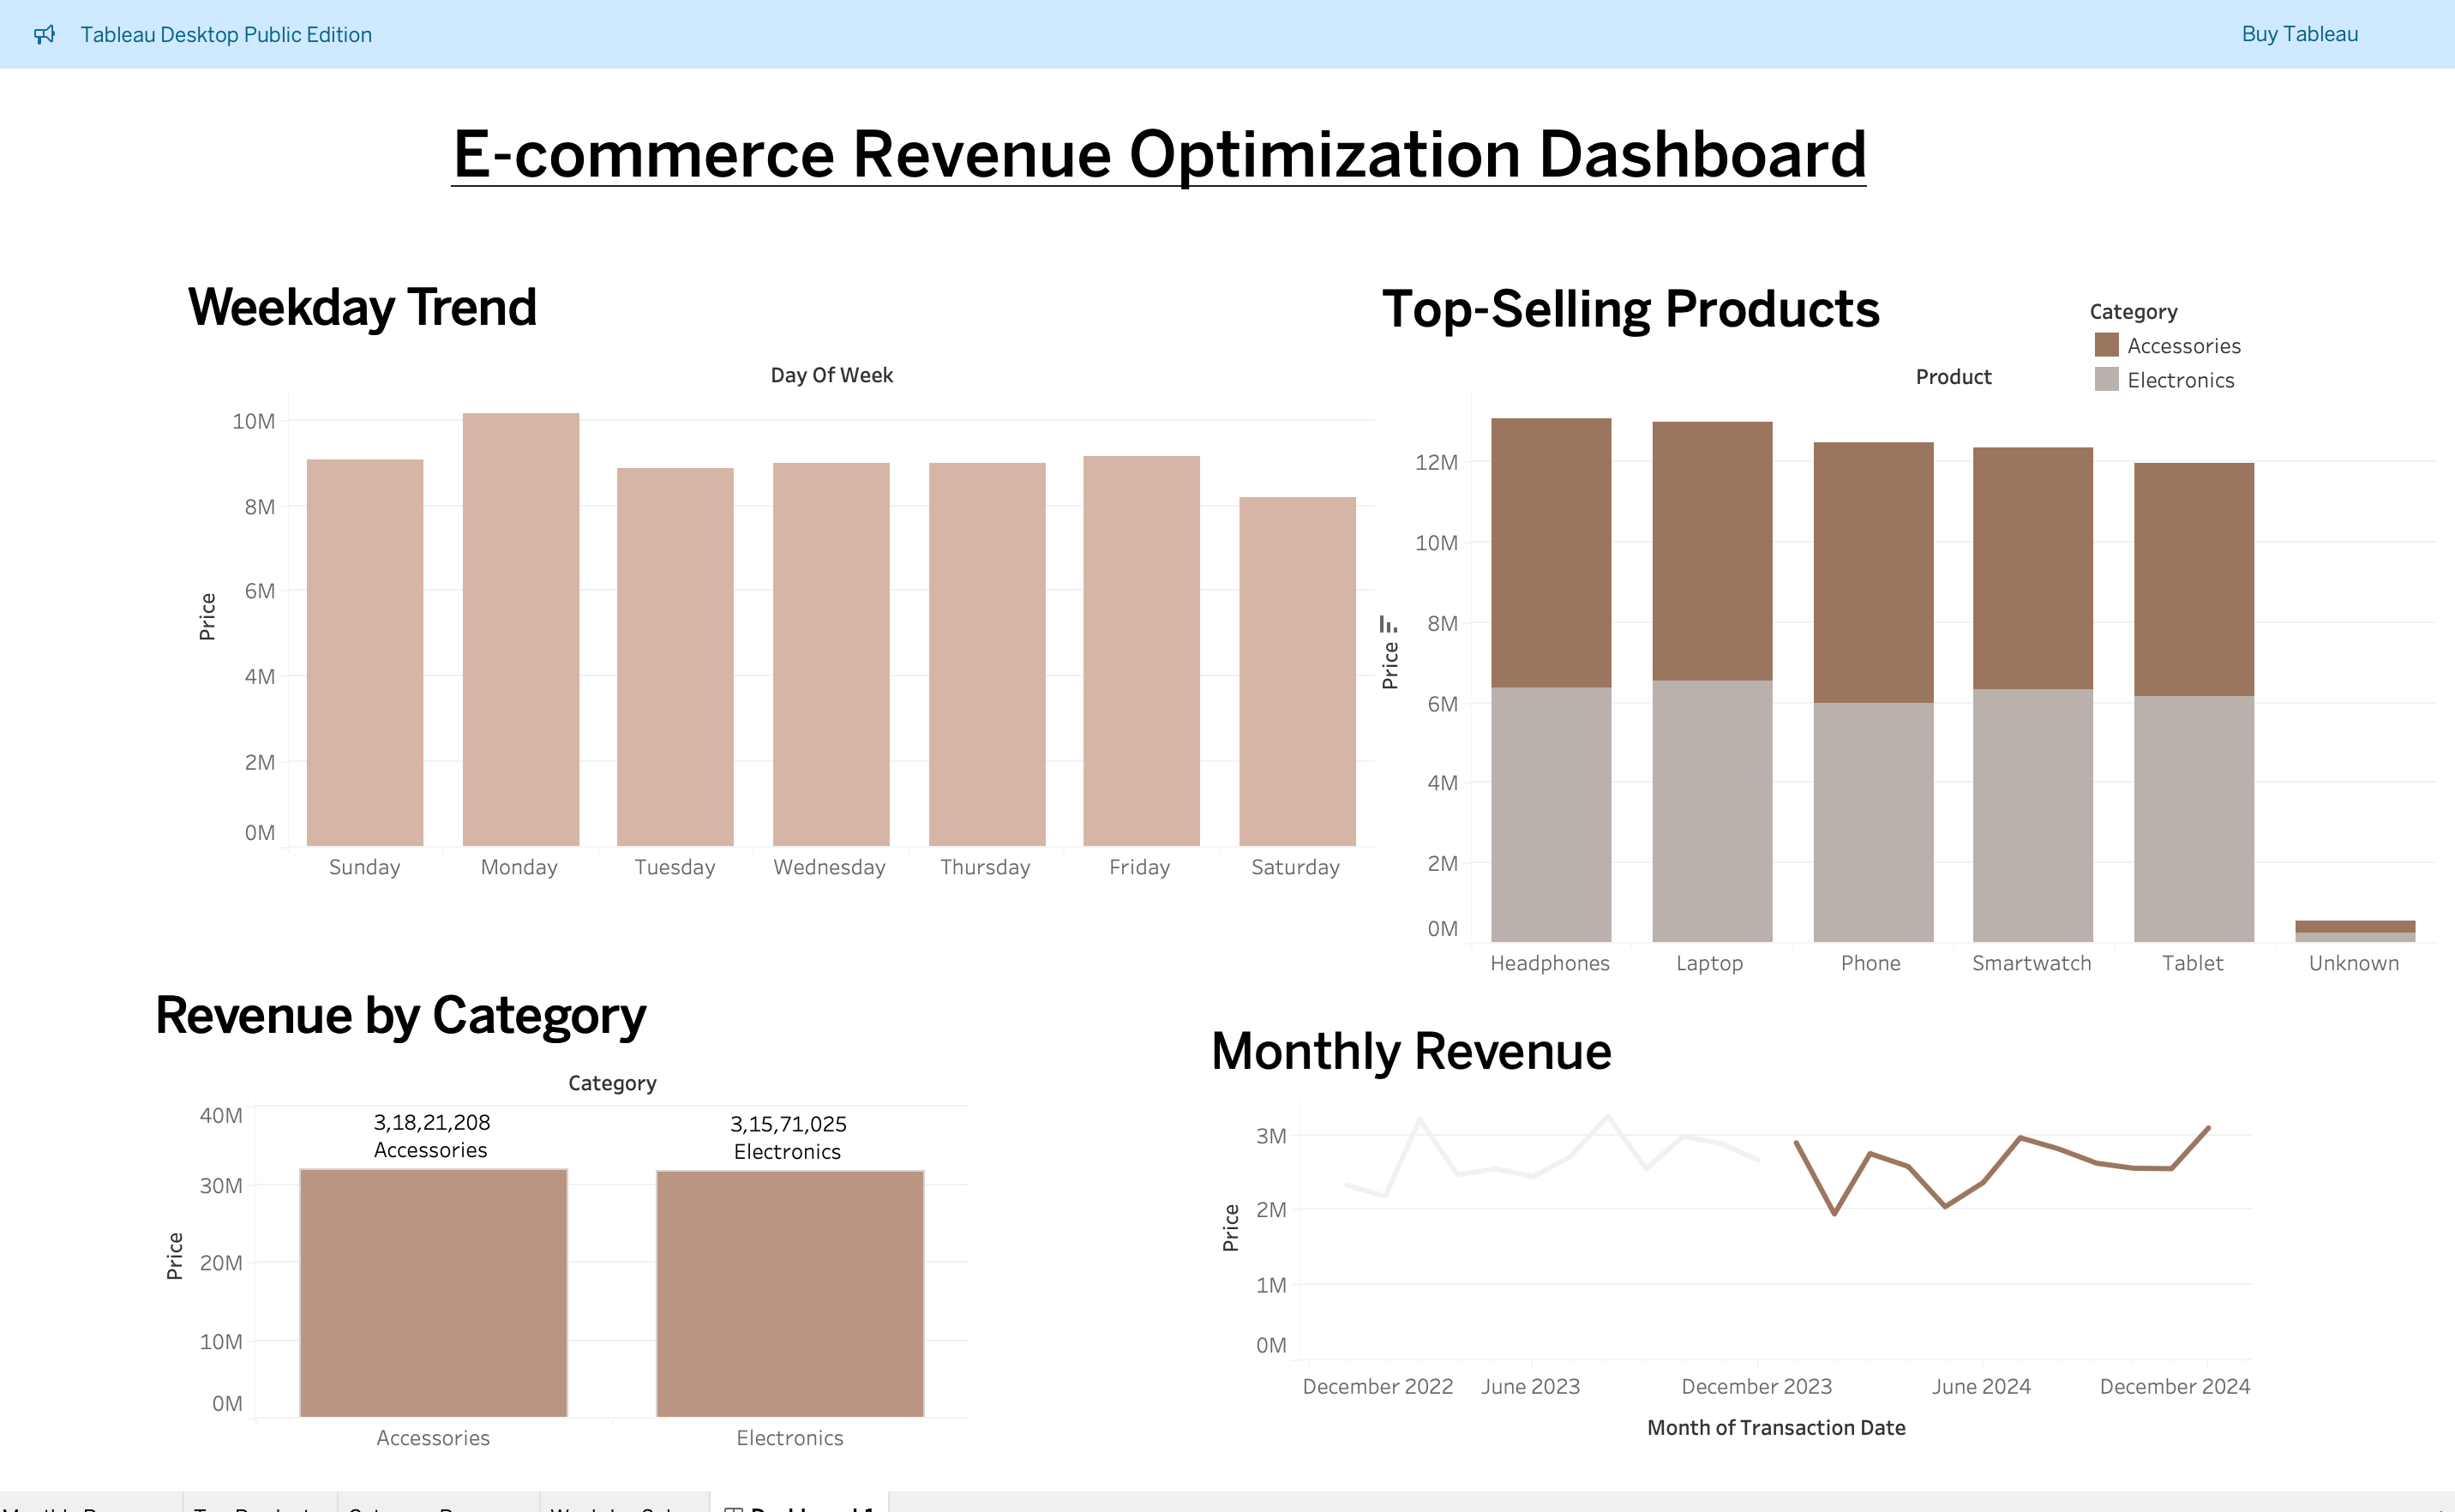 Tableau Desktop Public Edition
Buy Tableau
E-commerce Revenue Optimization Dashboard
Weekday Trend
Day Of Week
Price
10M
8M
6M
4M
2M
0M
Sunday Monday Tuesday Wednesday Thursday Friday Saturday
Top-Selling Products
Category
Accessories
Electronics
Product
Price
12M
10M
8M
6M
4M
2M
0M
Headphones Laptop Phone Smartwatch Tablet Unknown
Revenue by Category
Category
Price
40M
30M
20M
10M
0M
3,18,21,208
Accessories
3,15,71,025
Electronics
Accessories Electronics
Monthly Revenue
Price
3M
2M
1M
0M
December 2022 June 2023 December 2023 June 2024 December 2024
Month of Transaction Date